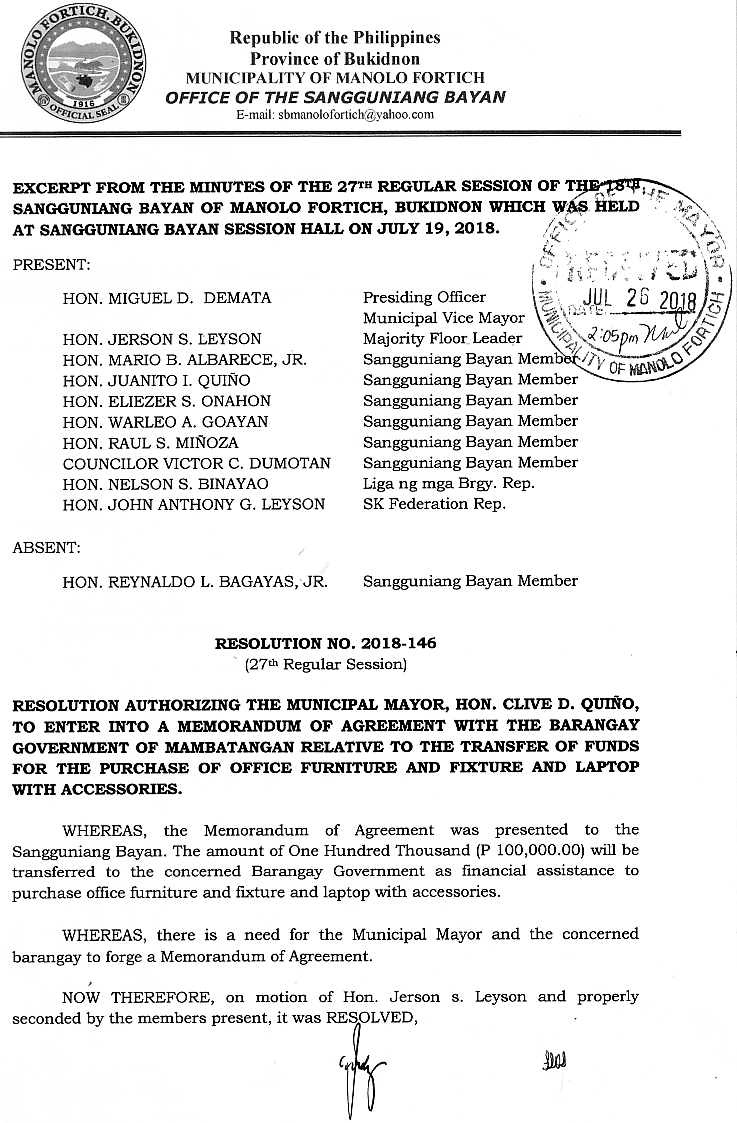 MANOLO FORTICH, BUKIDNON
1916
OFFICIAL SEAL
Republic of the Philippines
Province of Bukidnon
MUNICIPALITY OF MANOLO FORTICH
OFFICE OF THE SANGGUNIANG BAYAN
E-mail: sbmanolofortich@yahoo.com
EXCERPT FROM THE MINUTES OF THE 27TH REGULAR SESSION OF THE 18TH
SANGGUNIANG BAYAN OF MANOLO FORTICH, BUKIDNON WHICH WAS HELD
AT SANGGUNIANG BAYAN SESSION HALL ON JULY 19, 2018.
OFFICE OF THE MAYOR
RECEIVED
JUL 26 2018
DATE:
2:05pm
MUNICIPALITY OF MANOLO FORTICH
PRESENT:
HON. MIGUEL D. DEMATA Presiding Officer
Municipal Vice Mayor
HON. JERSON S. LEYSON Majority Floor Leader
HON. MARIO B. ALBARECE, JR. Sangguniang Bayan Member
HON. JUANITO I. QUIÑO Sangguniang Bayan Member
HON. ELIEZER S. ONAHON Sangguniang Bayan Member
HON. WARLEO A. GOAYAN Sangguniang Bayan Member
HON. RAUL S. MIÑOZA Sangguniang Bayan Member
COUNCILOR VICTOR C. DUMOTAN Sangguniang Bayan Member
HON. NELSON S. BINAYAO Liga ng mga Brgy. Rep.
HON. JOHN ANTHONY G. LEYSON SK Federation Rep.
ABSENT:
HON. REYNALDO L. BAGAYAS, JR. Sangguniang Bayan Member
RESOLUTION NO. 2018-146
(27th Regular Session)
RESOLUTION AUTHORIZING THE MUNICIPAL MAYOR, HON. CLIVE D. QUIÑO,
TO ENTER INTO A MEMORANDUM OF AGREEMENT WITH THE BARANGAY
GOVERNMENT OF MAMBATANGAN RELATIVE TO THE TRANSFER OF FUNDS
FOR THE PURCHASE OF OFFICE FURNITURE AND FIXTURE AND LAPTOP
WITH ACCESSORIES.
WHEREAS, the Memorandum of Agreement was presented to the
Sangguniang Bayan. The amount of One Hundred Thousand (P 100,000.00) will be
transferred to the concerned Barangay Government as financial assistance to
purchase office furniture and fixture and laptop with accessories.
WHEREAS, there is a need for the Municipal Mayor and the concerned
barangay to forge a Memorandum of Agreement.
NOW THEREFORE, on motion of Hon. Jerson s. Leyson and properly
seconded by the members present, it was RESOLVED,